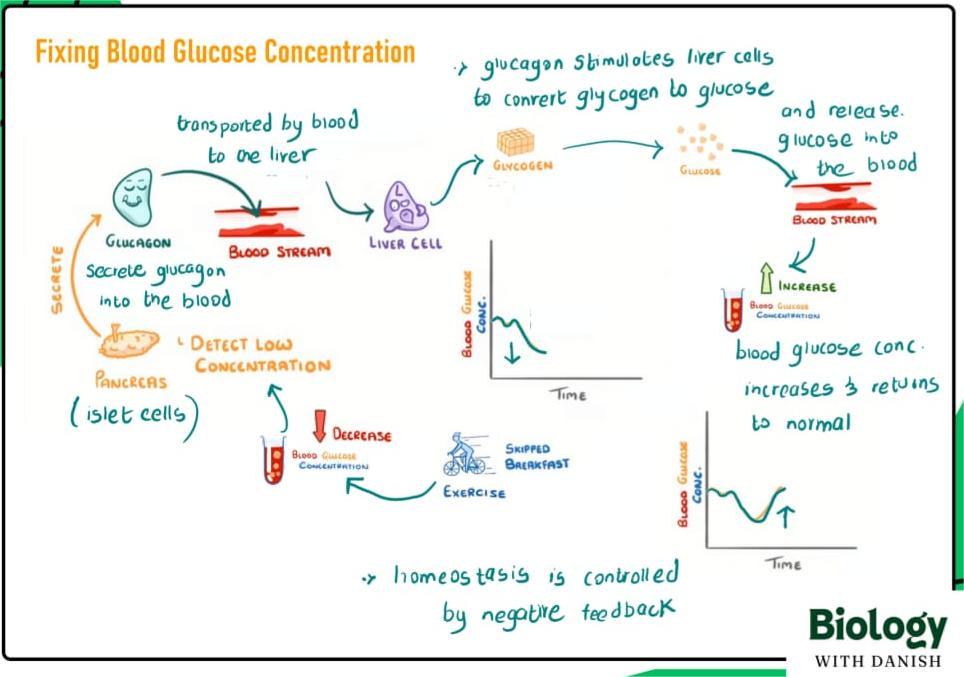 Fixing Blood Glucose Concentration
glucagon stimulates liver cells
to convert glycogen to glucose
transported by blood
to the liver
and release.
glucose into
the blood
GLYCOGEN
GLUCOSE
BLOOD STREAM
GLUCAGON
BLOOD STREAM
LIVER CELL
SECRETE
secrete glucagon
into the blood
INCREASE
BLOOD GLUCOSE
CONCENTRATION
BLOOD GLUCOSE
CONC.
TIME
DETECT LOW
CONCENTRATION
PANCREAS
(islet cells)
blood glucose conc.
increases & returns
to normal
DECREASE
BLOOD GLUCOSE
CONCENTRATION
SKIPPED
BREAKFAST
EXERCISE
BLOOD GLUCOSE
CONC.
TIME
homeostasis is controlled
by negative feedback
Biology
WITH DANISH